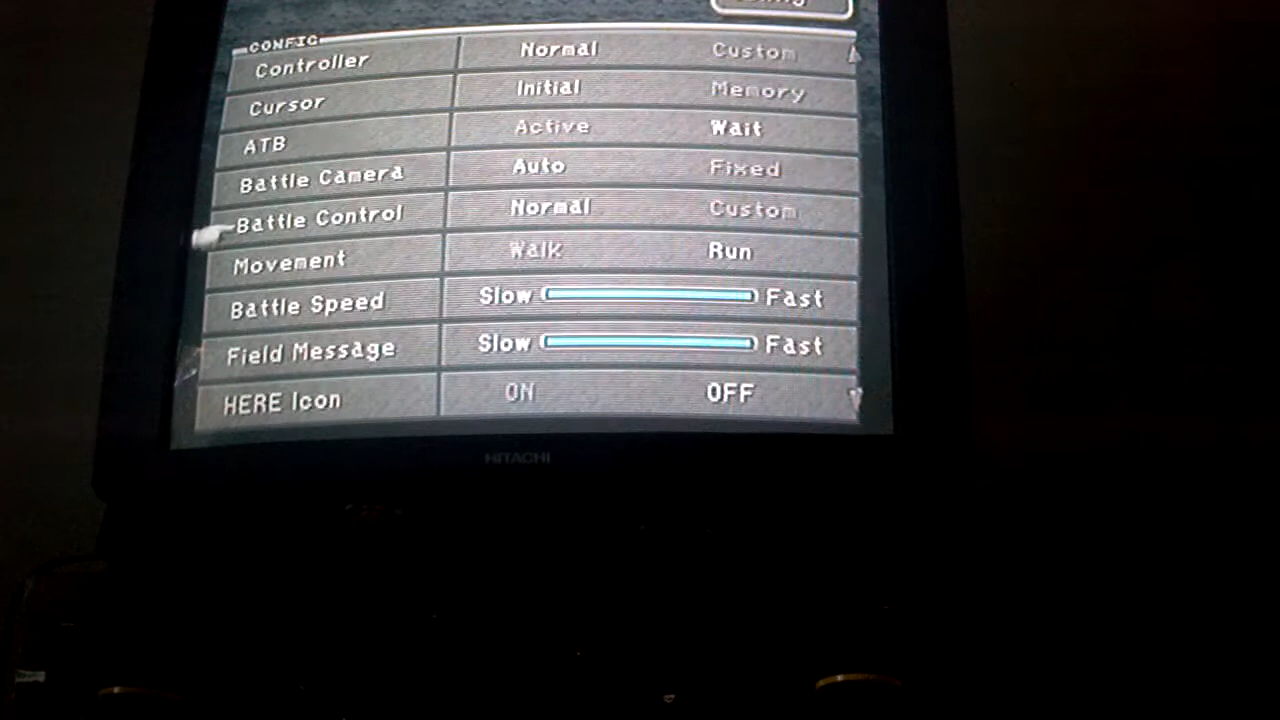 CONFIG
Controller Normal Custom
Cursor Initial Memory
ATB Active Wait
Battle Camera Auto Fixed
Battle Control Normal Custom
Movement Walk Run
Battle Speed Slow Fast
Field Message Slow Fast
HERE Icon ON OFF
HITACHI